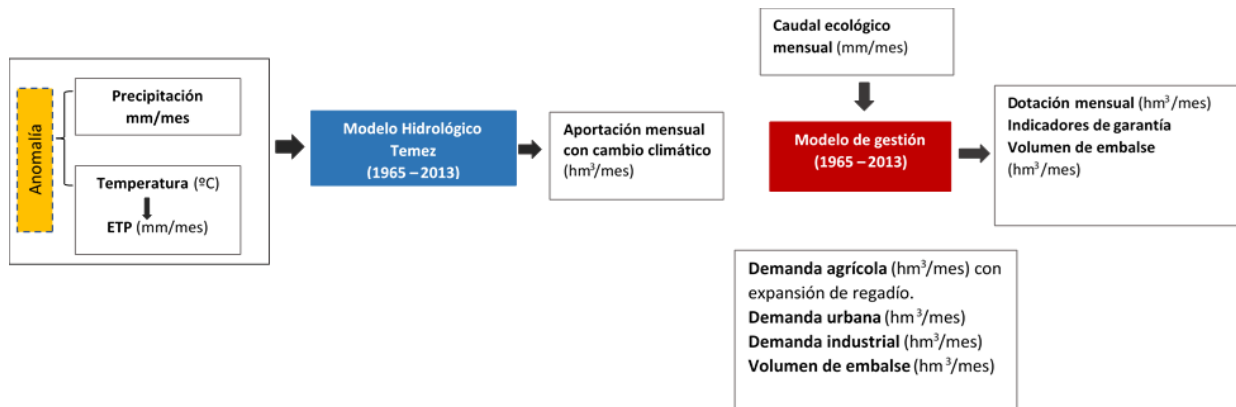 Anomalía
Precipitación
mm/mes
Temperatura (ºC)
ETP (mm/mes)
Modelo Hidrológico
Temez
(1965 – 2013)
Aportación mensual
con cambio climático
(hm³/mes)
Caudal ecológico
mensual (mm/mes)
Modelo de gestión
(1965 – 2013)
Dotación mensual (hm³/mes)
Indicadores de garantía
Volumen de embalse
(hm³/mes)
Demanda agrícola (hm³/mes) con
expansión de regadío.
Demanda urbana (hm³/mes)
Demanda industrial (hm³/mes)
Volumen de embalse (hm³/mes)